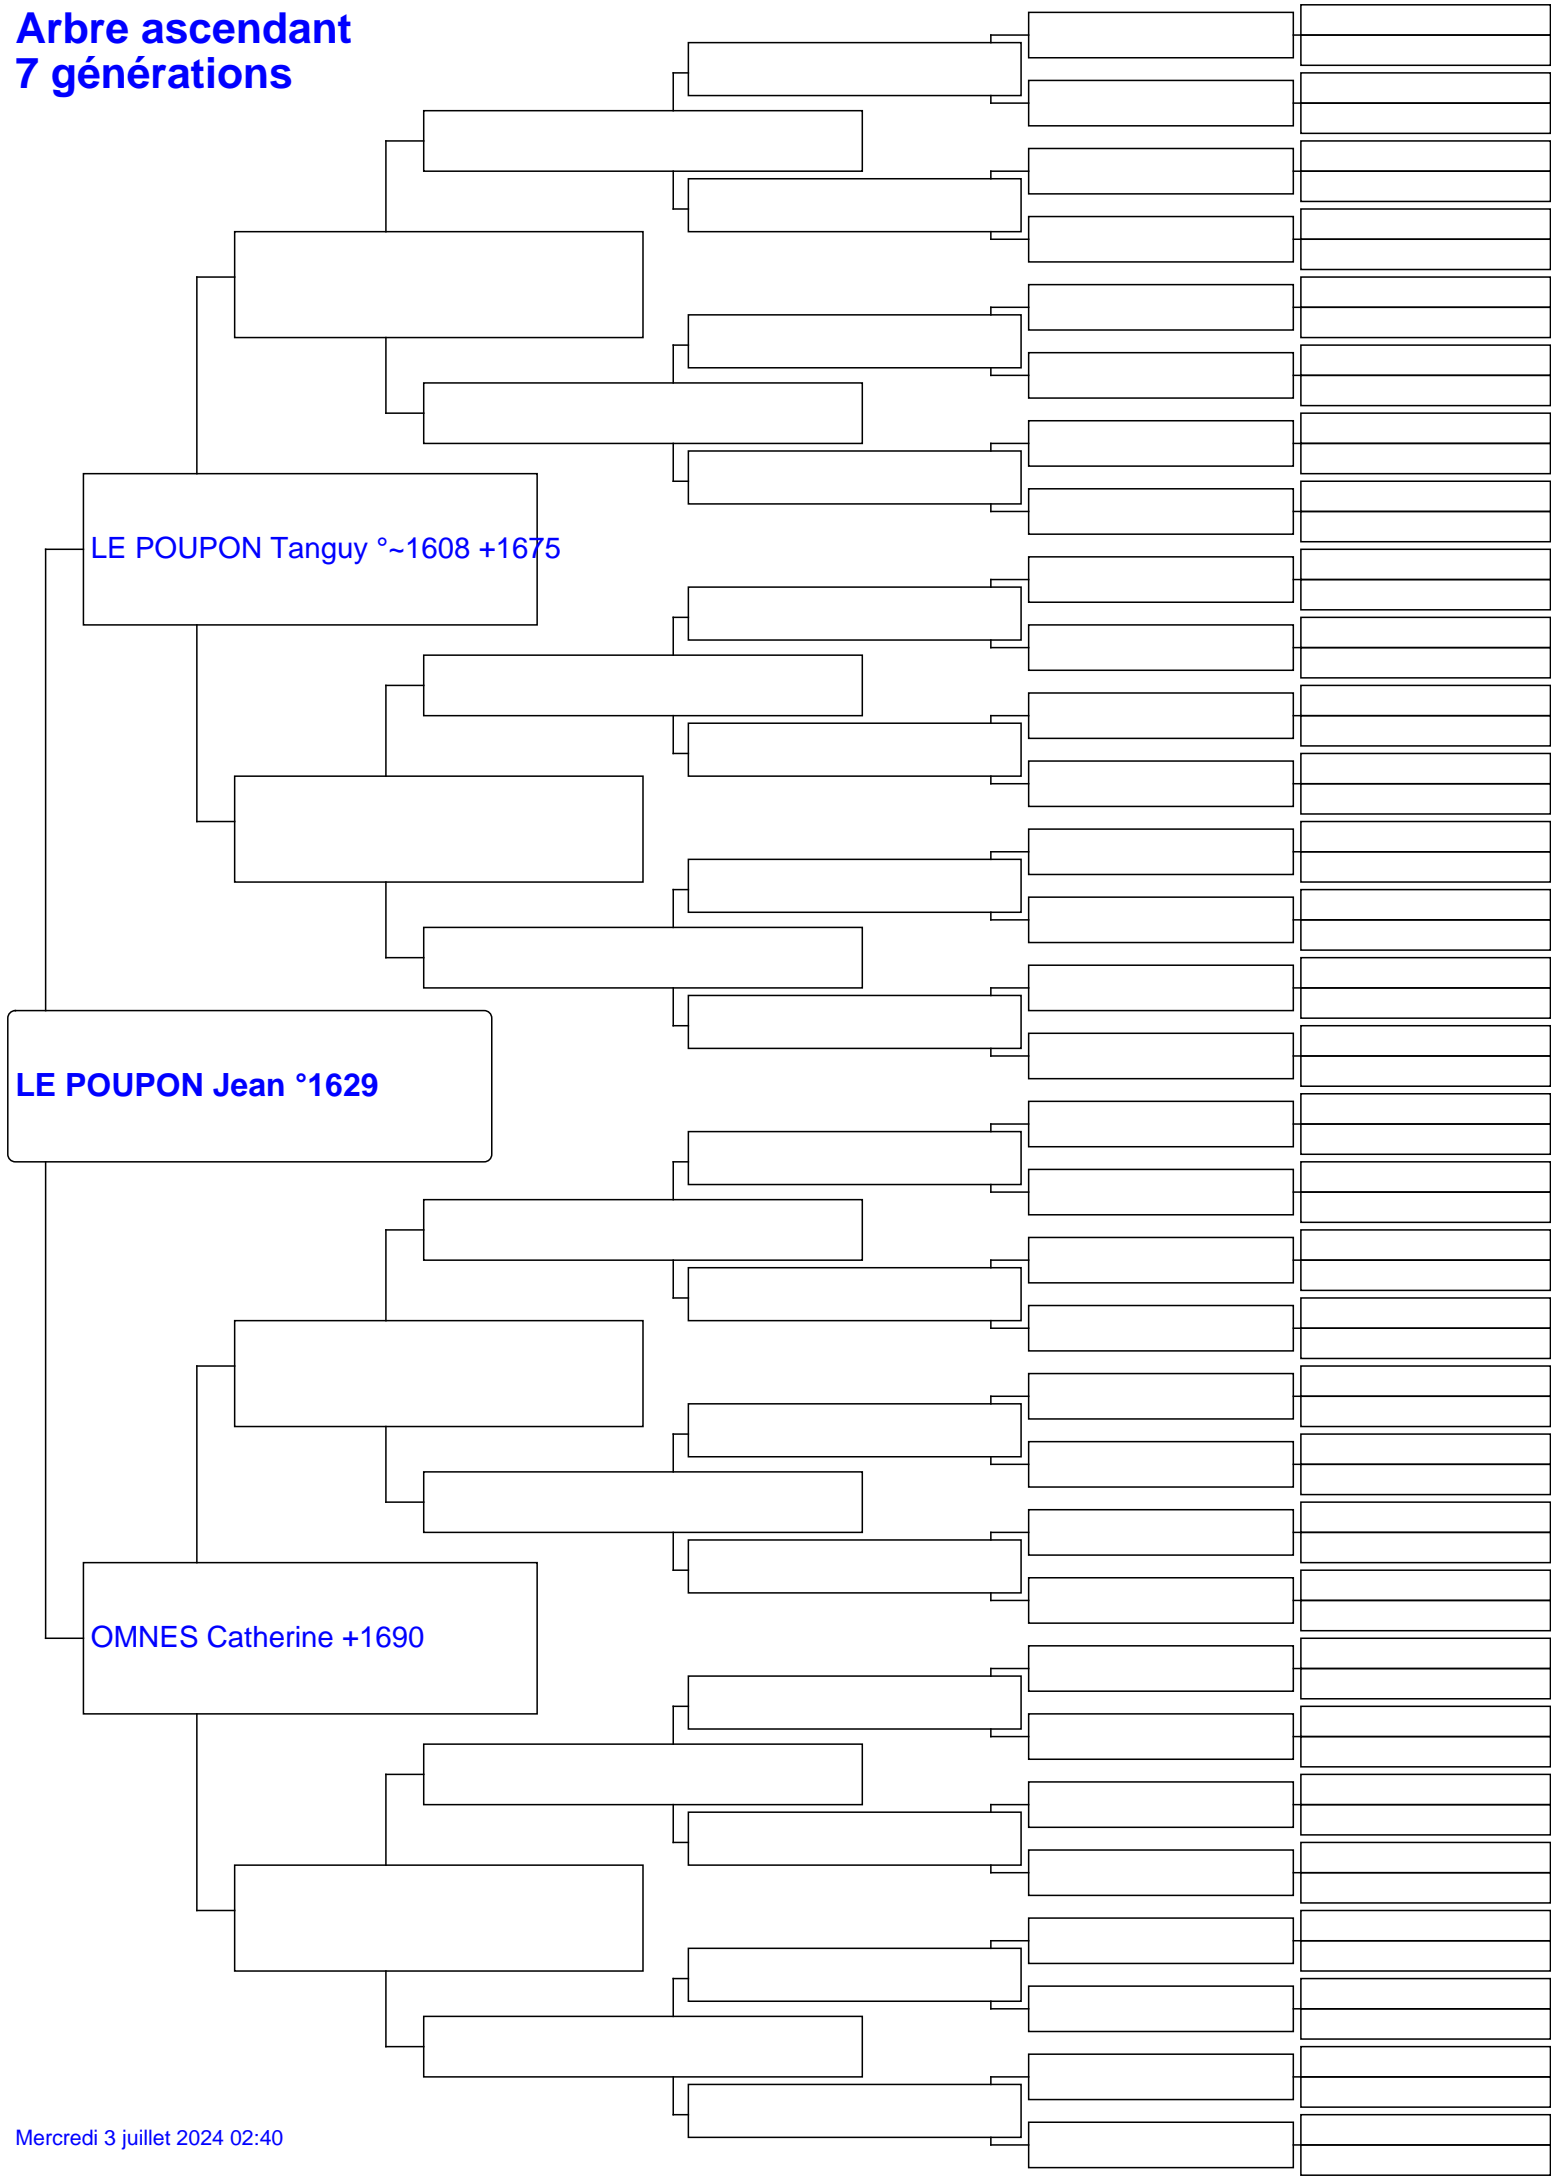 Arbre ascendant
7 générations
LE POUPON Tanguy °~1608 +1675
LE POUPON Jean °1629
OMNES Catherine +1690
Mercredi 3 juillet 2024 02:40